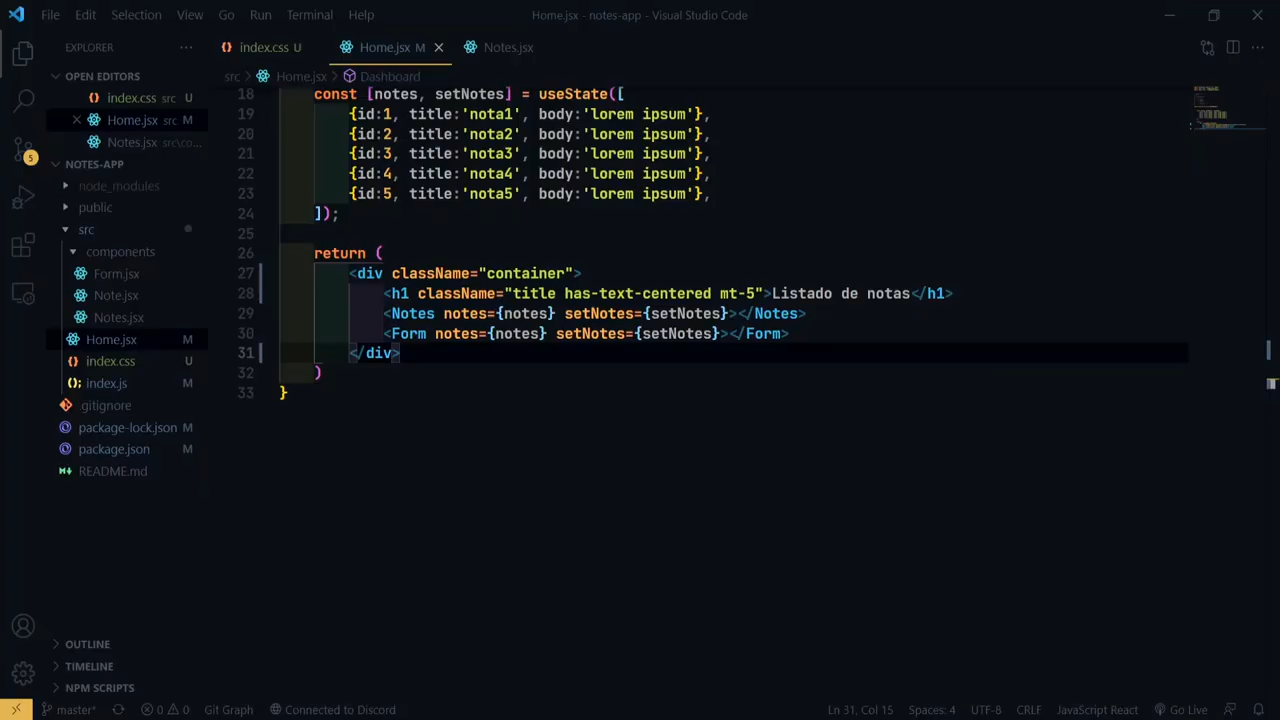 File Edit Selection View Go Run Terminal Help Home.jsx - notes-app - Visual Studio Code
EXPLORER
OPEN EDITORS
index.css src U
Home.jsx src M
Notes.jsx src\co...
NOTES-APP
node_modules
public
src
components
Form.jsx
Note.jsx
Notes.jsx
Home.jsx M
index.css U
index.js M
.gitignore
package-lock.json M
package.json M
README.md
OUTLINE
TIMELINE
NPM SCRIPTS
5
index.css U Home.jsx M Notes.jsx
src > Home.jsx > Dashboard
18 const [notes, setNotes] = useState([
19 {id:1, title:'nota1', body:'lorem ipsum'},
20 {id:2, title:'nota2', body:'lorem ipsum'},
21 {id:3, title:'nota3', body:'lorem ipsum'},
22 {id:4, title:'nota4', body:'lorem ipsum'},
23 {id:5, title:'nota5', body:'lorem ipsum'},
24 ]);
25
26 return (
27 <div className="container">
28 <h1 className="title has-text-centered mt-5">Listado de notas</h1>
29 <Notes notes={notes} setNotes={setNotes}></Notes>
30 <Form notes={notes} setNotes={setNotes}></Form>
31 </div>
32 )
33 }
master* 0 0 Git Graph Connected to Discord Ln 31, Col 15 Spaces: 4 UTF-8 CRLF JavaScript React Go Live